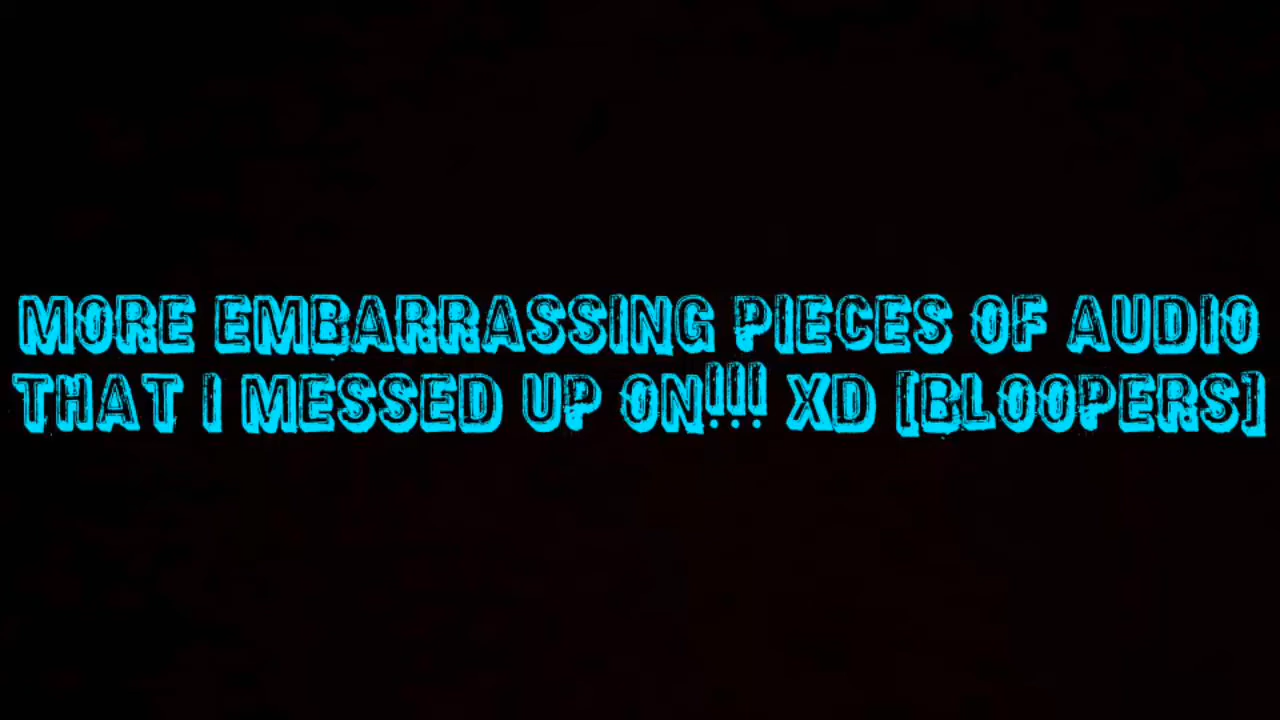 MORE EMBARRASSING PIECES OF AUDIO
THAT I MESSED UP ON!!! XD [BLOOPERS]